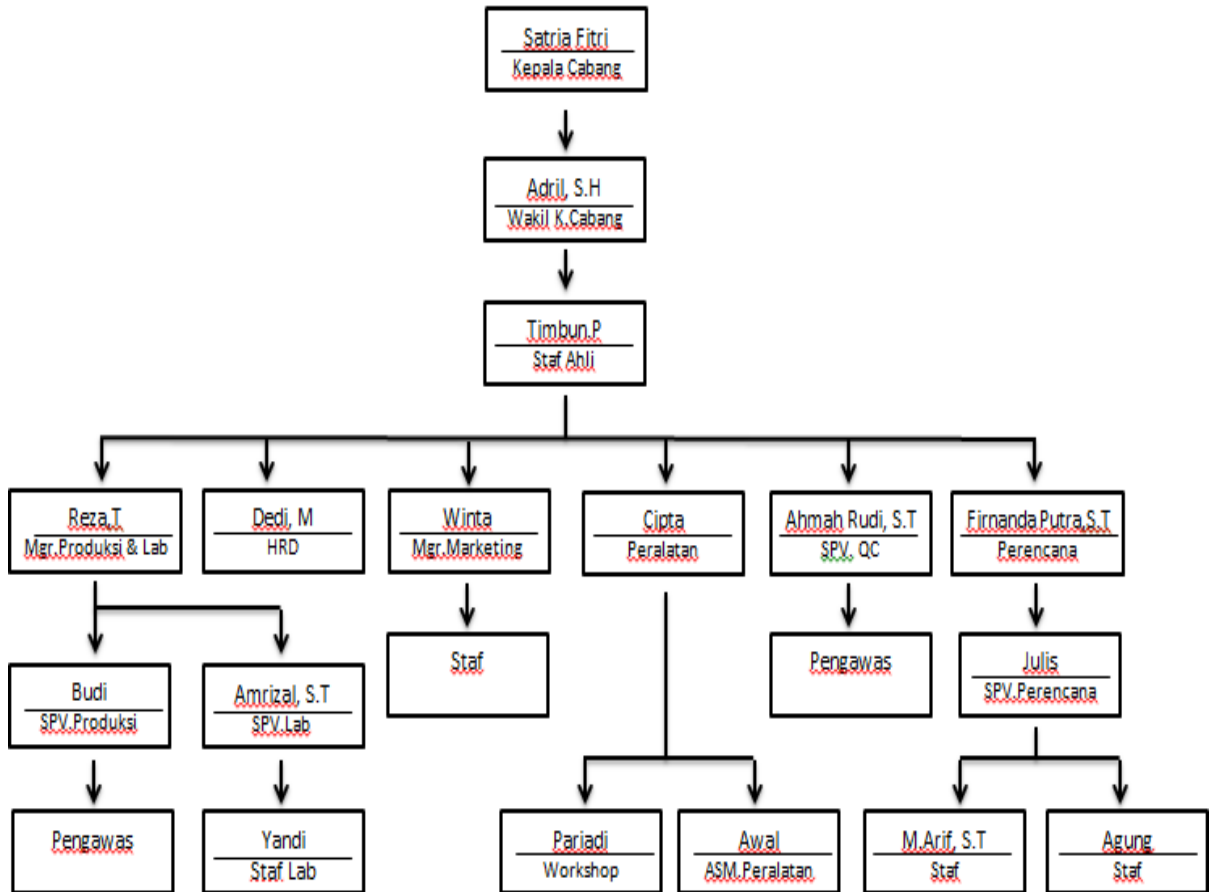 Satria Fitri
Kepala Cabang
Adril, S.H
Wakil K.Cabang
Timbun.P
Staf Ahli
Reza,T
Mgr.Produksi & Lab
Dedi, M
HRD
Winta
Mgr.Marketing
Cipta
Peralatan
Ahmah Rudi, S.T
SPV. QC
Firnanda Putra,S.T
Perencana
Budi
SPV.Produksi
Amrizal, S.T
SPV.Lab
Staf
Pengawas
Julis
SPV.Perencana
Pengawas
Yandi
Staf Lab
Pariadi
Workshop
Awal
ASM.Peralatan
M.Arif, S.T
Staf
Agung
Staf